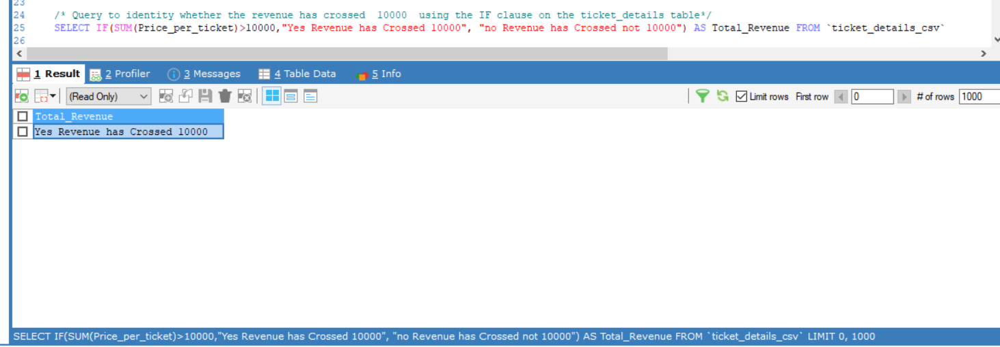 23
24 /* Query to identity whether the revenue has crossed  10000  using the IF clause on the ticket_details table*/
25 SELECT IF(SUM(Price_per_ticket)>10000,"Yes Revenue has Crossed 10000", "no Revenue has Crossed not 10000") AS Total_Revenue FROM `ticket_details_csv`
26
1 Result 2 Profiler 3 Messages 4 Table Data 5 Info
(Read Only) Limit rows First row 0 # of rows 1000
Total_Revenue
Yes Revenue has Crossed 10000
SELECT IF(SUM(Price_per_ticket)>10000,"Yes Revenue has Crossed 10000", "no Revenue has Crossed not 10000") AS Total_Revenue FROM `ticket_details_csv` LIMIT 0, 1000